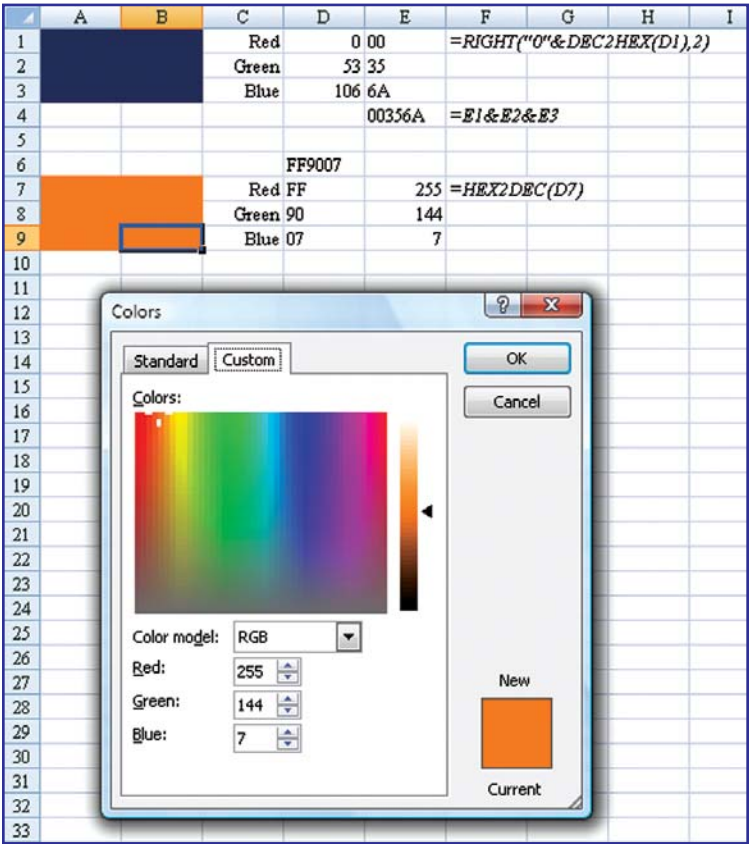 A B C D E F G H I
1 Red 0 00 =RIGHT("0"&DEC2HEX(D1),2)
2 Green 53 35
3 Blue 106 6A
4 00356A =E1&E2&E3
5
6 FF9007
7 Red FF 255 =HEX2DEC(D7)
8 Green 90 144
9 Blue 07 7
10
11
12
13
14
15
16
17
18
19
20
21
22
23
24
25
26
27
28
29
30
31
32
33
Colors
?
X
Standard Custom
OK
Cancel
Colors:
Color model: RGB
Red: 255
Green: 144
Blue: 7
New
Current